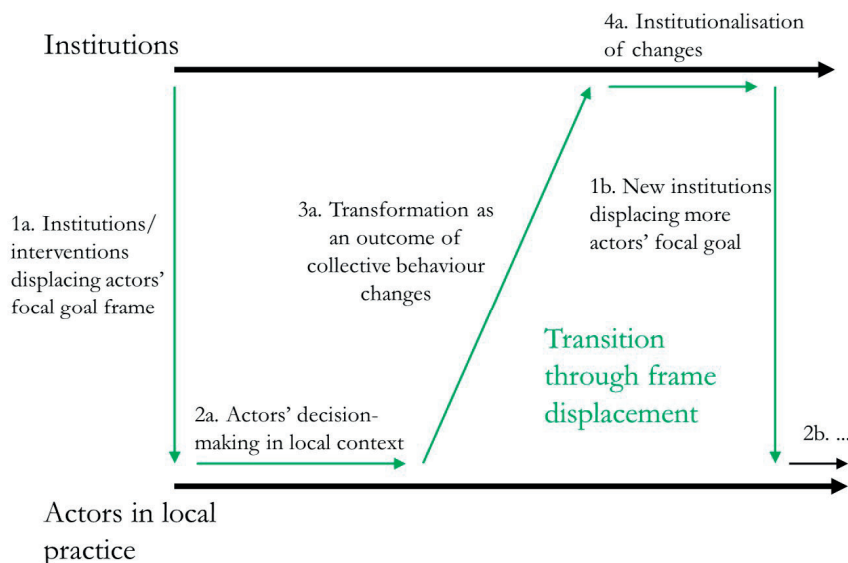 Institutions
4a. Institutionalisation
of changes
1a. Institutions/
interventions
displacing actors'
focal goal frame
3a. Transformation as
an outcome of
collective behaviour
changes
1b. New institutions
displacing more
actors' focal goal
Transition
through frame
displacement
2a. Actors' decision-
making in local context
2b. ...
Actors in local
practice